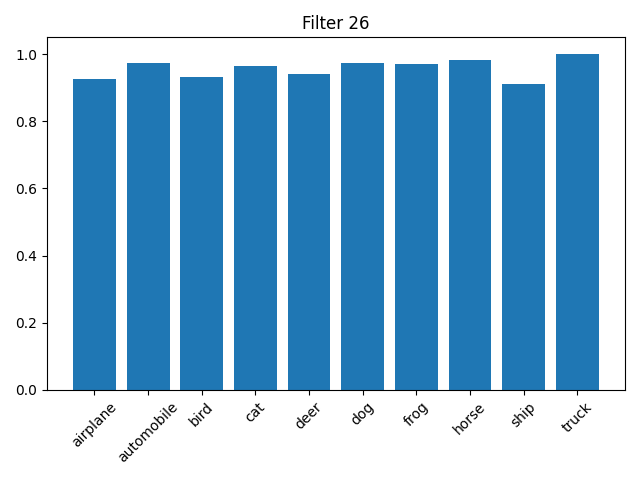 Filter 26
1.0
0.8
0.6
0.4
0.2
0.0
airplane
automobile
bird
cat
deer
dog
frog
horse
ship
truck